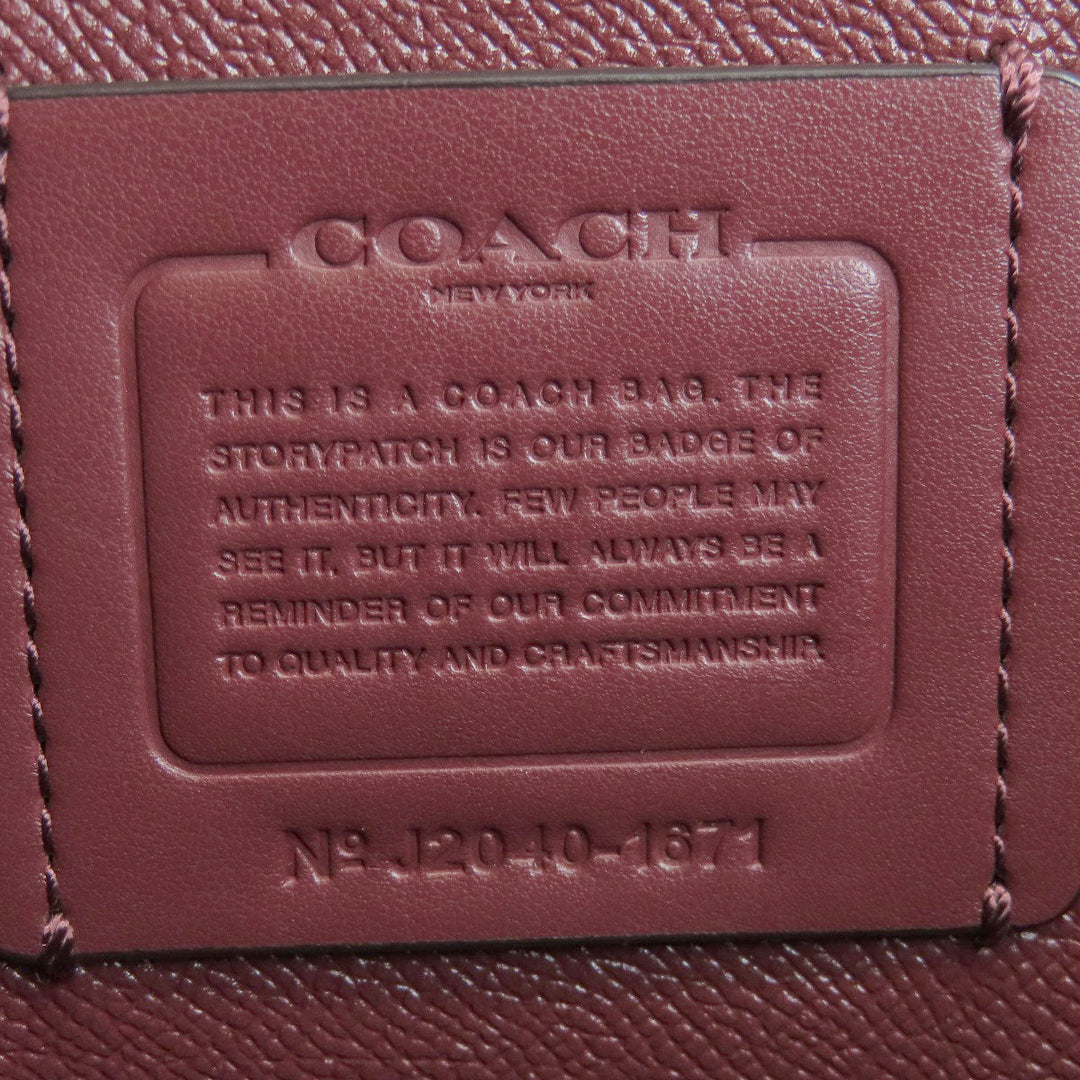 COACH
NEW YORK
THIS IS A COACH BAG. THE
STORYPATCH IS OUR BADGE OF
AUTHENTICITY. FEW PEOPLE MAY
SEE IT, BUT IT WILL ALWAYS BE A
REMINDER OF OUR COMMITMENT
TO QUALITY AND CRAFTSMANSHIP.
Nº J2040-1671